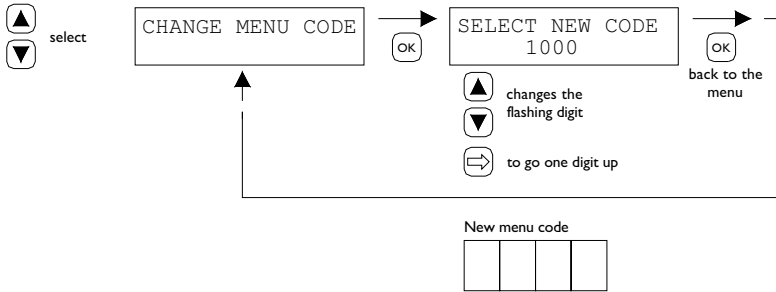 select
CHANGE MENU CODE
OK
SELECT NEW CODE
1000
OK
back to the
menu
changes the
flashing digit
to go one digit up
New menu code